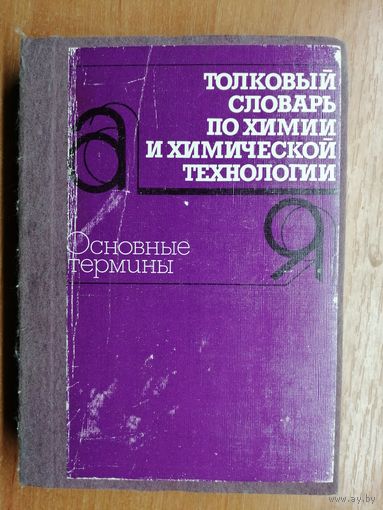 ТОЛКОВЫЙ
СЛОВАРЬ
ПО ХИМИИ
И ХИМИЧЕСКОЙ
ТЕХНОЛОГИИ
а
Основные
термины
я
www.ay.by